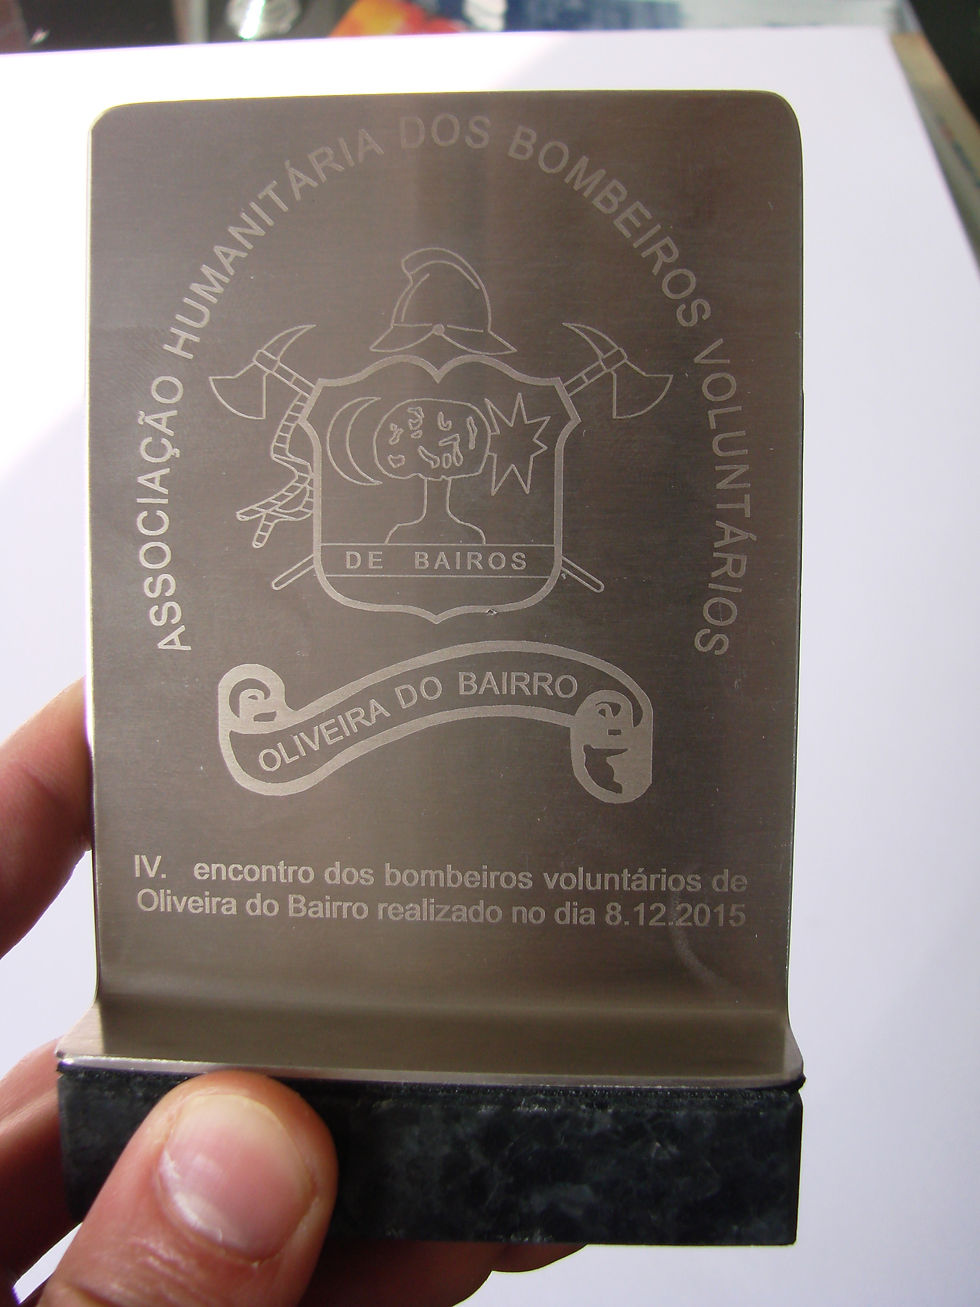 ASSOCIAÇÃO HUMANITÁRIA DOS BOMBEIROS VOLUNTÁRIOS
DE BAIROS
OLIVEIRA DO BAIRRO
IV. encontro dos bombeiros voluntários de
Oliveira do Bairro realizado no dia 8.12.2015